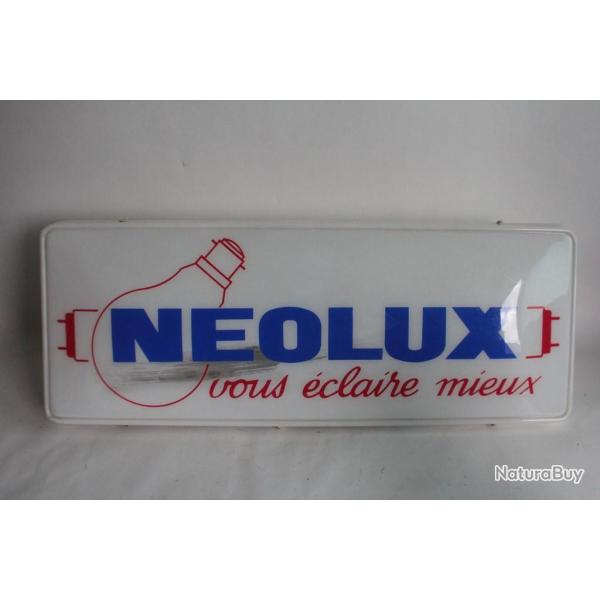 NEOLUX
vous éclaire mieux
NaturaBuy